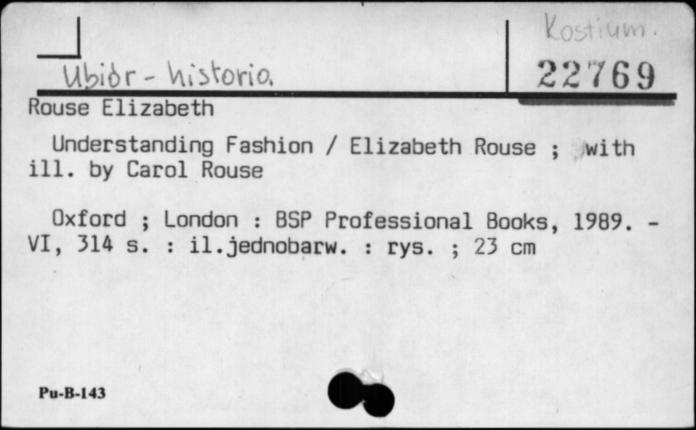 Kostium.
Ubiór - historia.
22769
Rouse Elizabeth
Understanding Fashion / Elizabeth Rouse ; with
ill. by Carol Rouse
Oxford ; London : BSP Professional Books, 1989. -
VI, 314 s. : il.jednobarw. : rys. ; 23 cm
Pu-B-143